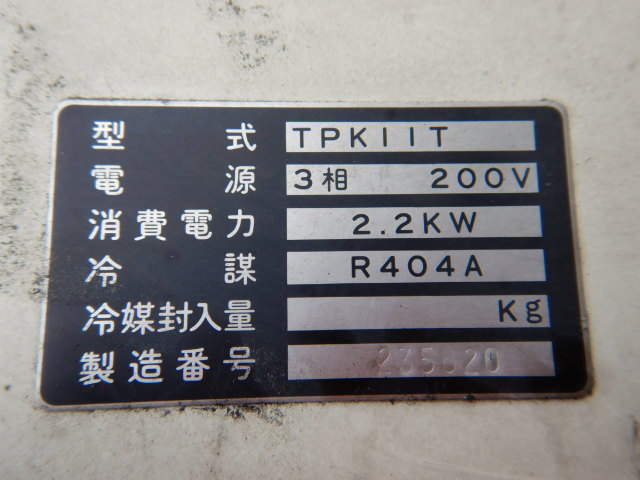 型式 TPK11T
電源 3相 200V
消費電力 2.2KW
冷謀 R404A
冷媒封入量 Kg
製造番号 235620